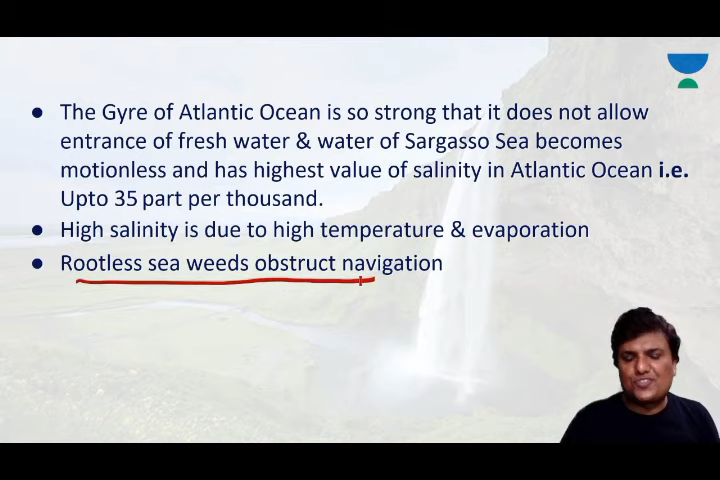 The Gyre of Atlantic Ocean is so strong that it does not allow
entrance of fresh water & water of Sargasso Sea becomes
motionless and has highest value of salinity in Atlantic Ocean i.e.
Upto 35 part per thousand.
High salinity is due to high temperature & evaporation
Rootless sea weeds obstruct navigation